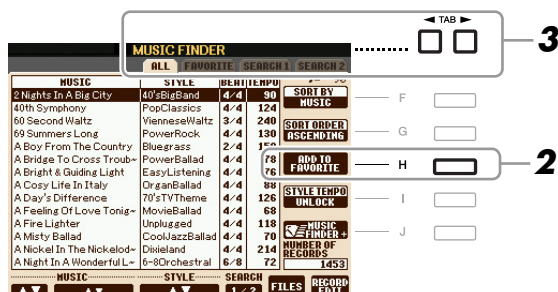 ◄ TAB ►
3
MUSIC FINDER
ALL FAVORITE SEARCH 1 SEARCH 2
MUSIC STYLE BEAT TEMPO
2 Nights In A Big City 40'sBigBand 4/4 90
SORT BY MUSIC F
40th Symphony PopClassics 4/4 124
60 Second Waltz VienneseWaltz 3/4 240
69 Summers Long PowerRock 4/4 130
SORT ORDER ASCENDING G
A Boy From The Country Bluegrass 2/4 150
A Bridge To Cross Troub~ PowerBallad 4/4 78
ADD TO FAVORITE H 2
A Bright & Guiding Light EasyListening 4/4 76
A Cosy Life In Italy OrganBallad 4/4 88
A Day's Difference 70'sTVTheme 4/4 126
STYLE TEMPO UNLOCK I
A Feeling Of Love Tonig~ MovieBallad 4/4 68
A Fire Lighter Unplugged 4/4 118
MUSIC FINDER + J
A Misty Ballad CoolJazzBallad 4/4 70
A Nickel In The Nickelod~ Dixieland 4/4 214
NUMBER OF RECORDS
A Night In A Wonderful L~ 6-8Orchestral 6/8 72
1453
MUSIC STYLE SEARCH
▲▼ ▲▼ ▲▼ 1/2 FILES RECORD EDIT